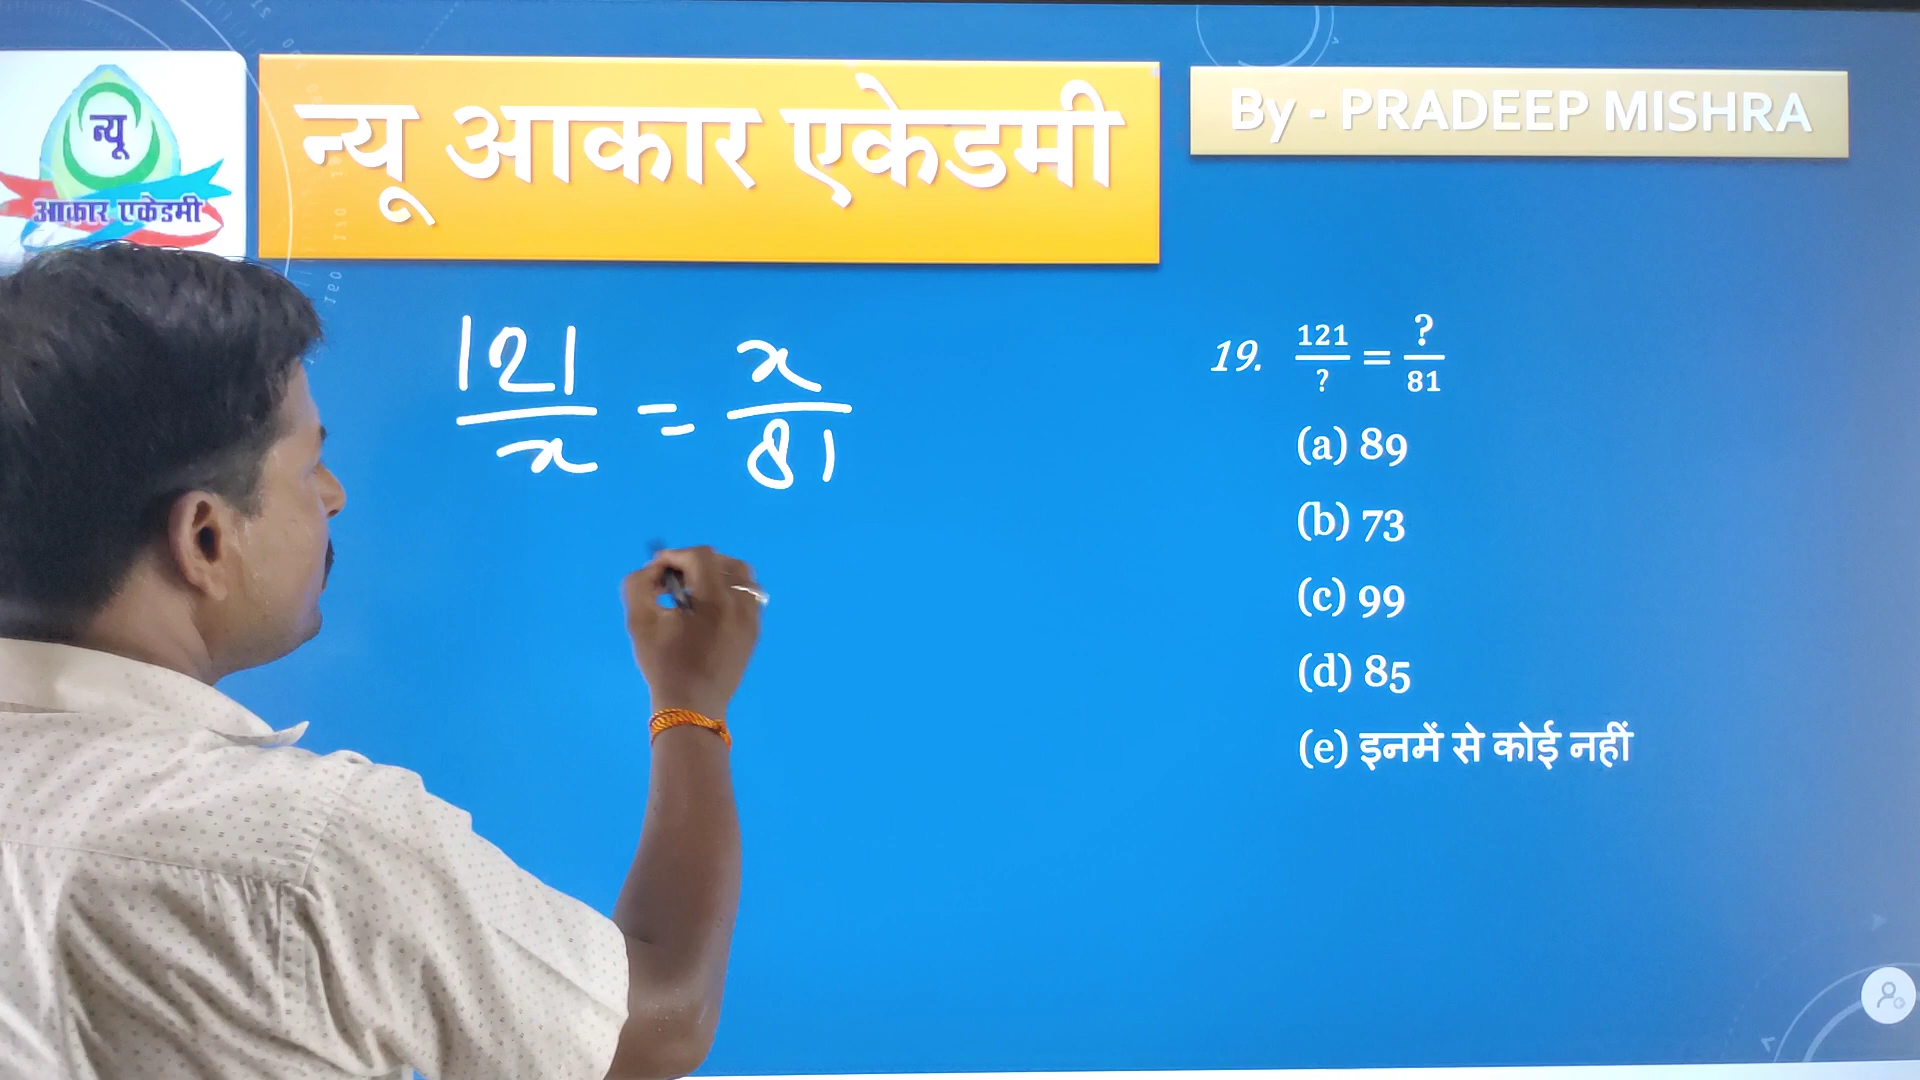 न्यू
आकार एकेडमी
न्यू आकार एकेडमी
By - PRADEEP MISHRA
121/x = x/81
19. 121/? = ?/81
(a) 89
(b) 73
(c) 99
(d) 85
(e) इनमें से कोई नहीं